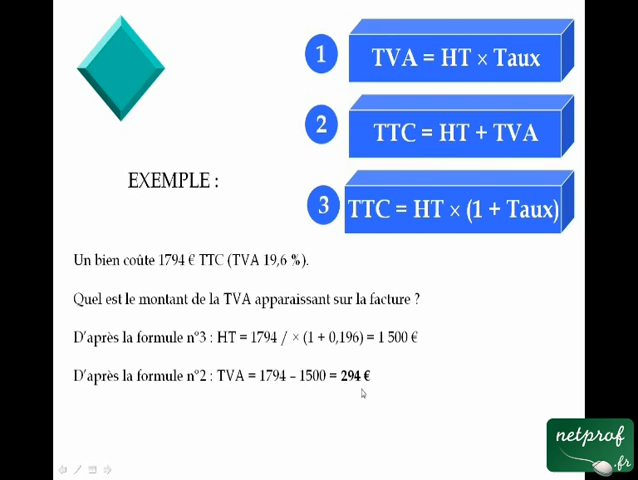 1
TVA = HT × Taux
2
TTC = HT + TVA
EXEMPLE :
3
TTC = HT × (1 + Taux)
Un bien coûte 1794 € TTC (TVA 19,6 %).
Quel est le montant de la TVA apparaissant sur la facture ?
D'après la formule n°3 : HT = 1794 / × (1 + 0,196) = 1 500 €
D'après la formule n°2 : TVA = 1794 – 1500 = 294 €
netprof
.fr